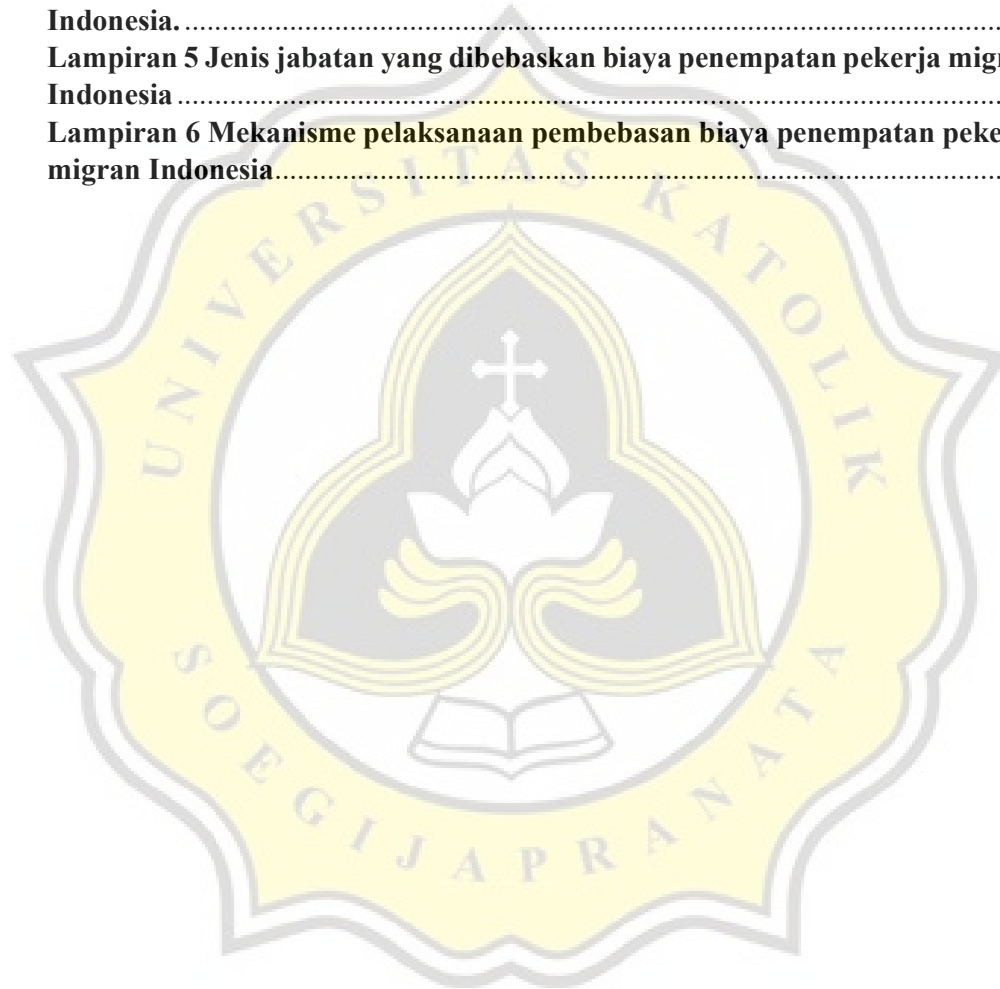 Indonesia.
Lampiran 5 Jenis jabatan yang dibebaskan biaya penempatan pekerja migr
Indonesia
Lampiran 6 Mekanisme pelaksanaan pembebasan biaya penempatan peke
migran Indonesia
UNIVERSITAS KATOLIK
SOEGIJAPRANATA